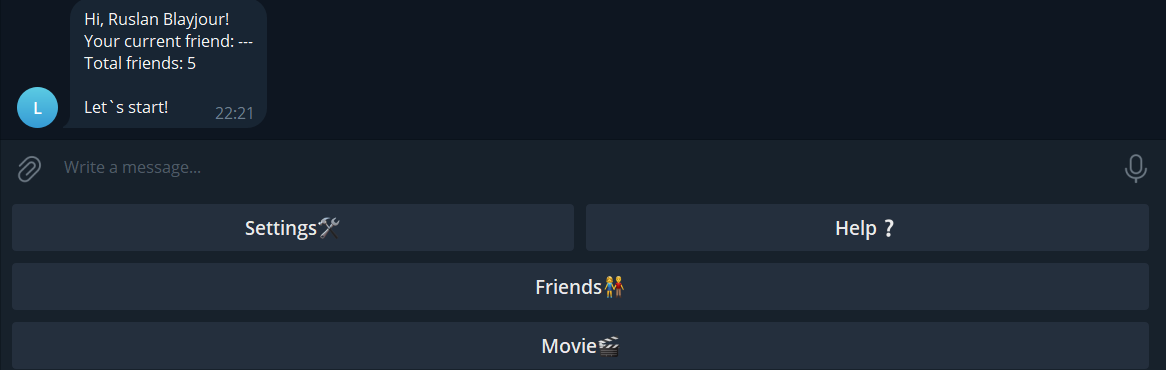 Hi, Ruslan Blayjour!
Your current friend: ---
Total friends: 5
Let`s start!
22:21
L
Write a message...
Settings🛠
Help ❔
Friends👫
Movie🎬